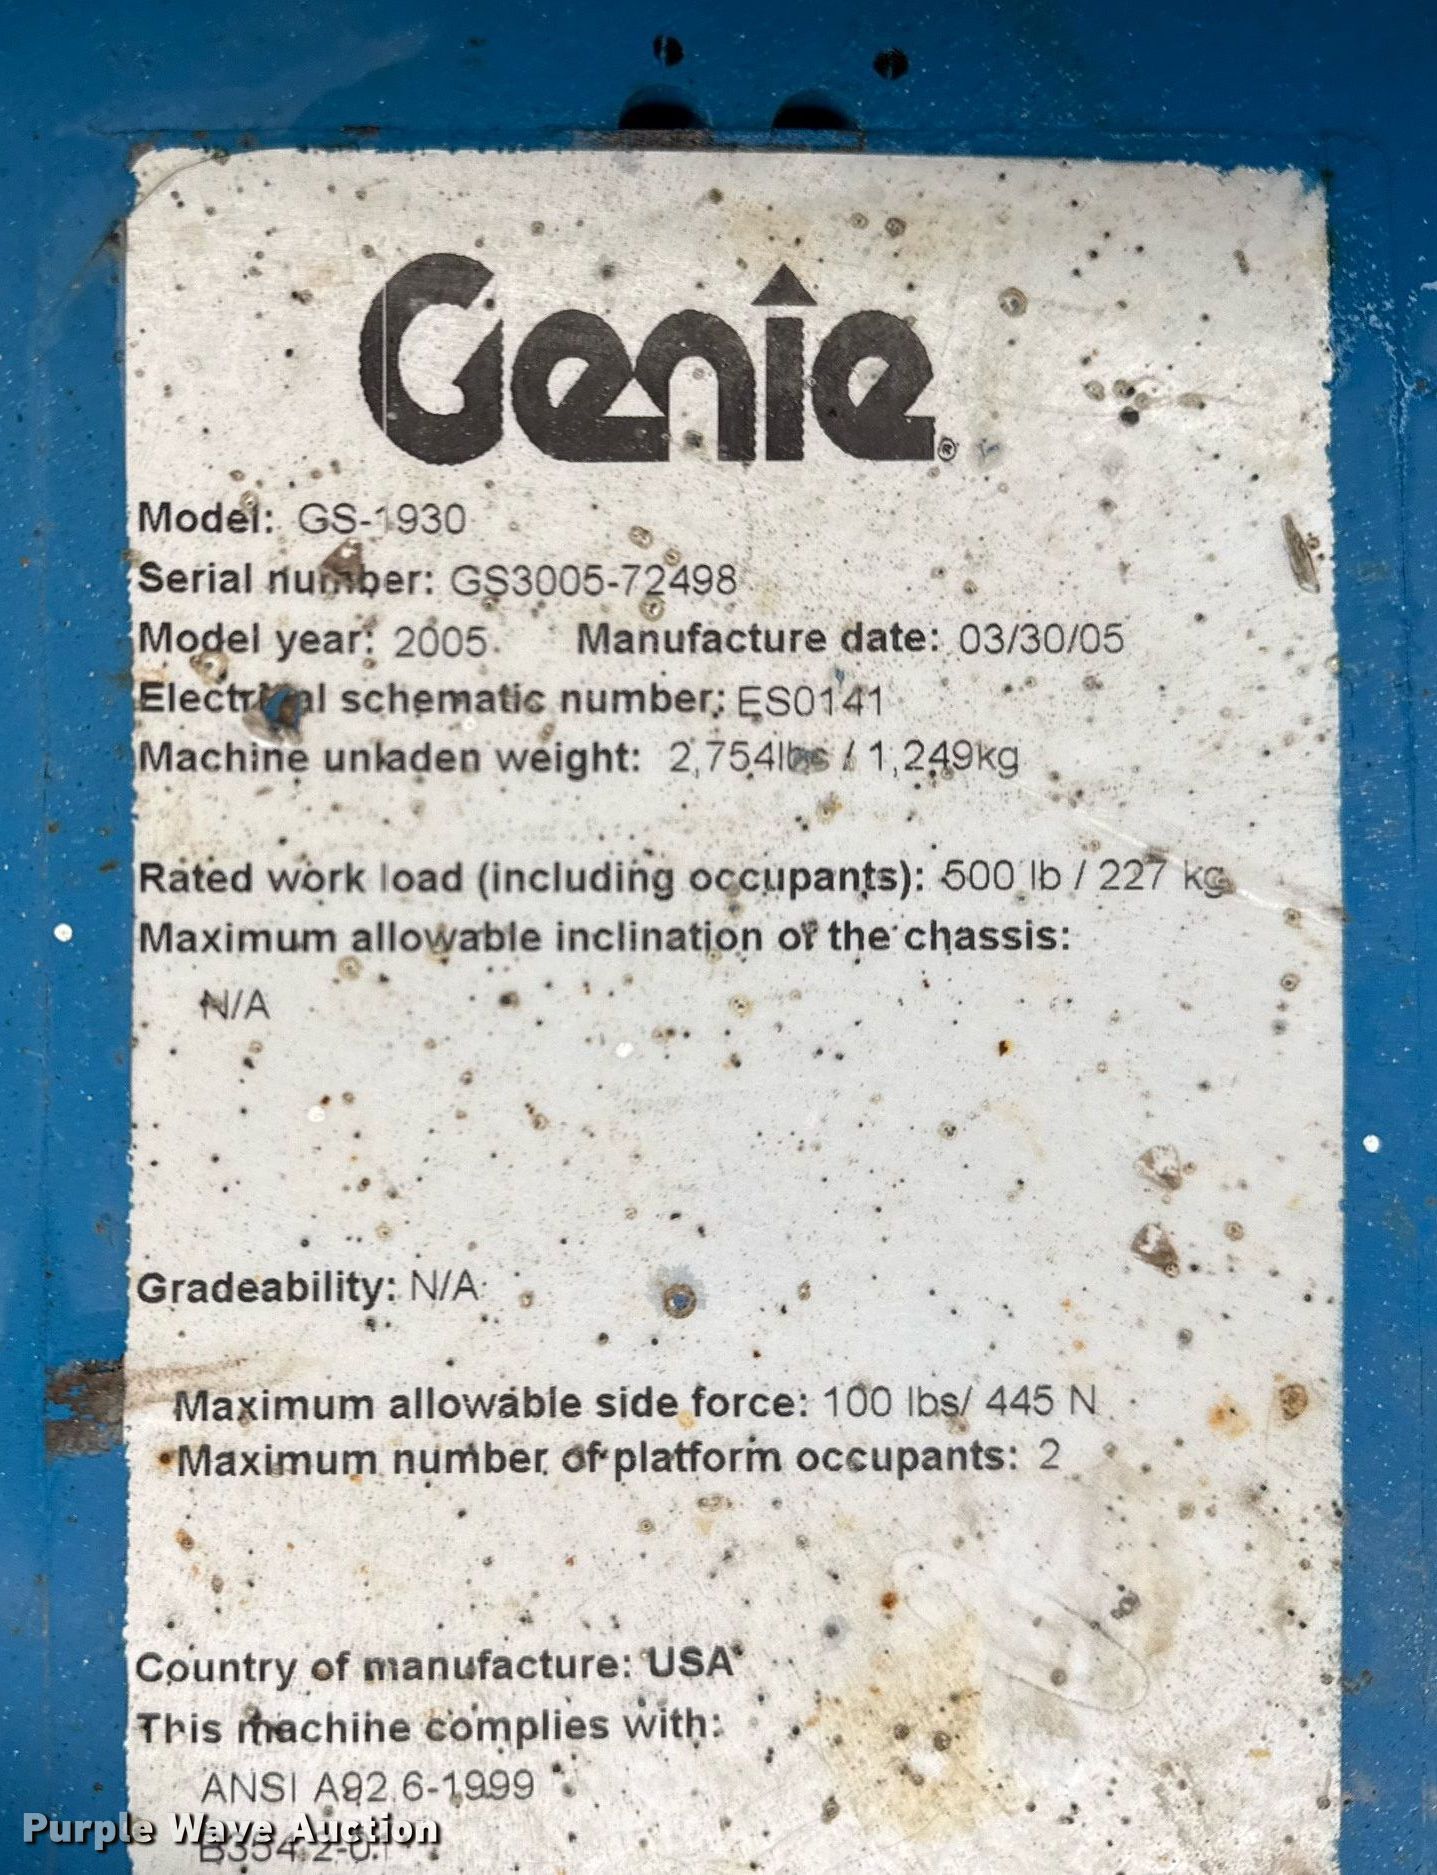 Genie®
Model: GS-1930
Serial number: GS3005-72498
Model year: 2005 Manufacture date: 03/30/05
Electrical schematic number: ES0141
Machine unladen weight: 2,754lbs / 1,249kg
Rated work load (including occupants): 500 lb / 227 kg
Maximum allowable inclination of the chassis:
N/A
Gradeability: N/A
Maximum allowable side force: 100 lbs/ 445 N
Maximum number of platform occupants: 2
Country of manufacture: USA
This machine complies with:
ANSI A92.6-1999
Purple Wave Auction
B354.2-01